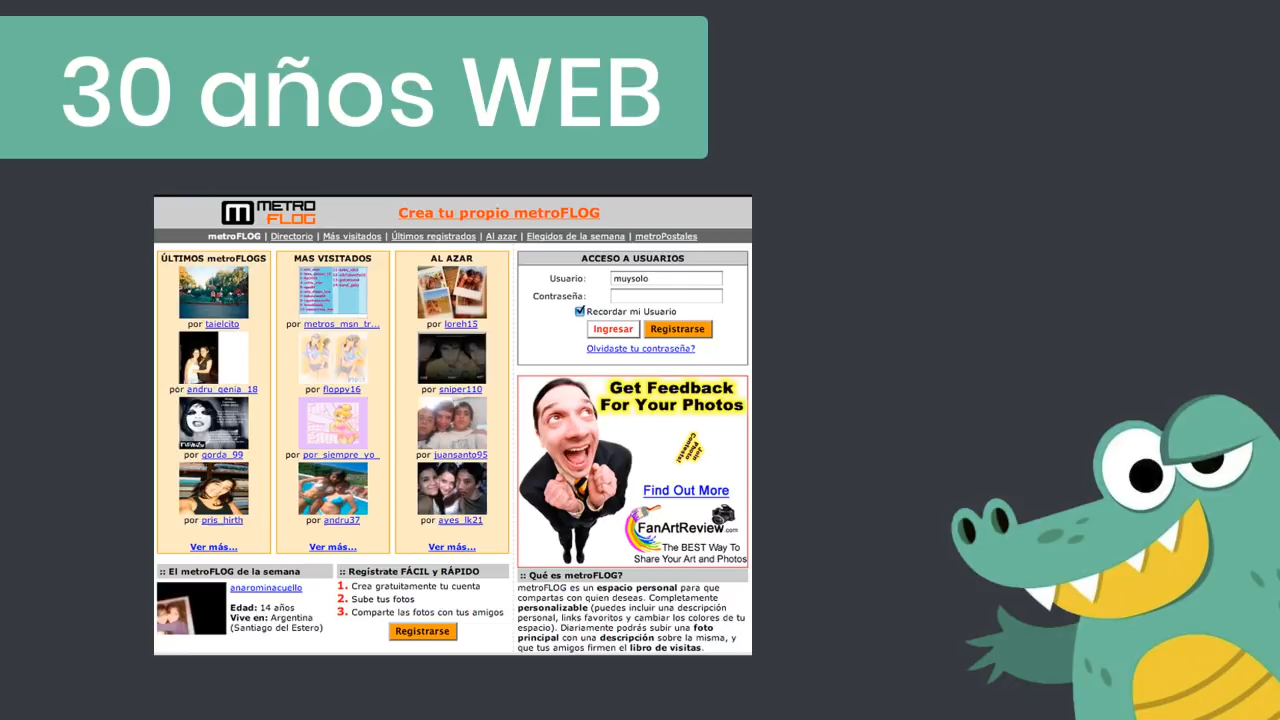 30 años WEB
METRO
FLOG
Crea tu propio metroFLOG
metroFLOG | Directorio | Más visitados | Últimos registrados | Al azar | Elegidos de la semana | metroPostales
ÚLTIMOS metroFLOGS
por taielcito
por andru_genia_18
por gorda_99
por pris_hirth
Ver más...
MAS VISITADOS
por metros_msn_tr...
por floppy16
por por_siempre_yo_
por andru37
Ver más...
AL AZAR
por loreh15
por sniper110
por juansanto95
por ayes_lk21
Ver más...
ACCESO A USUARIOS
Usuario: muysolo
Contraseña:
Recordar mi Usuario
Ingresar Registrarse
Olvidaste tu contraseña?
Get Feedback
For Your Photos
Join
Photo
Contests!
Find Out More
FanArtReview.com
The BEST Way To
Share Your Art and Photos
:: El metroFLOG de la semana
anarominacuello
Edad: 14 años
Vive en: Argentina
(Santiago del Estero)
:: Regístrate FÁCIL y RÁPIDO
1. Crea gratuitamente tu cuenta
2. Sube tus fotos
3. Comparte las fotos con tus amigos
Registrarse
:: Qué es metroFLOG?
metroFLOG es un espacio personal para que
compartas con quien deseas. Completamente
personalizable (puedes incluir una descripción
personal, links favoritos y cambiar los colores de tu
espacio). Diariamente podrás subir una foto
principal con una descripción sobre la misma, y
que tus amigos firmen el libro de visitas.